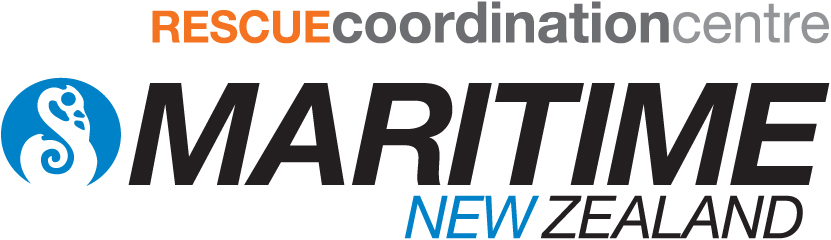 RESCUEcoordinationcentre
MARITIME
NEW ZEALAND